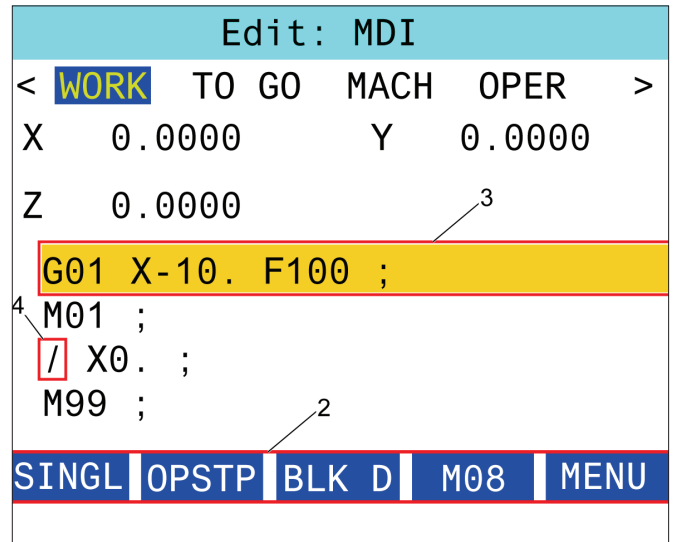 Edit: MDI
< WORK TO GO MACH OPER >
X 0.0000 Y 0.0000
Z 0.0000
3
G01 X-10. F100 ;
4
M01 ;
/ X0. ;
M99 ;
2
SINGL OPSTP BLK D M08 MENU